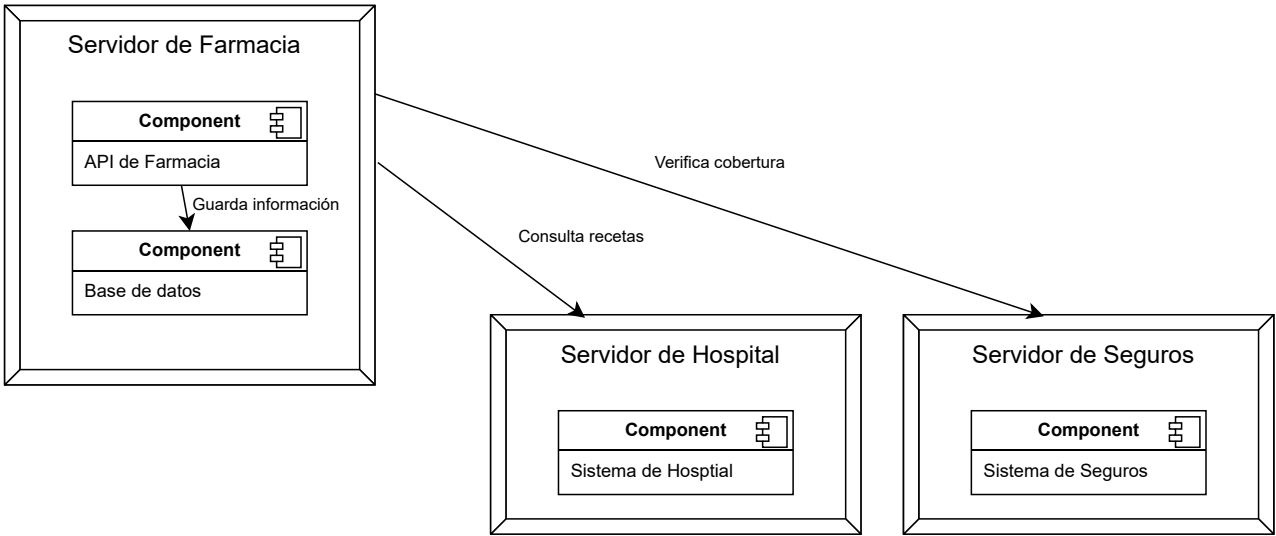 Servidor de Farmacia
Component
API de Farmacia
Guarda información
Component
Base de datos
Verifica cobertura
Consulta recetas
Servidor de Hospital
Component
Sistema de Hosptial
Servidor de Seguros
Component
Sistema de Seguros